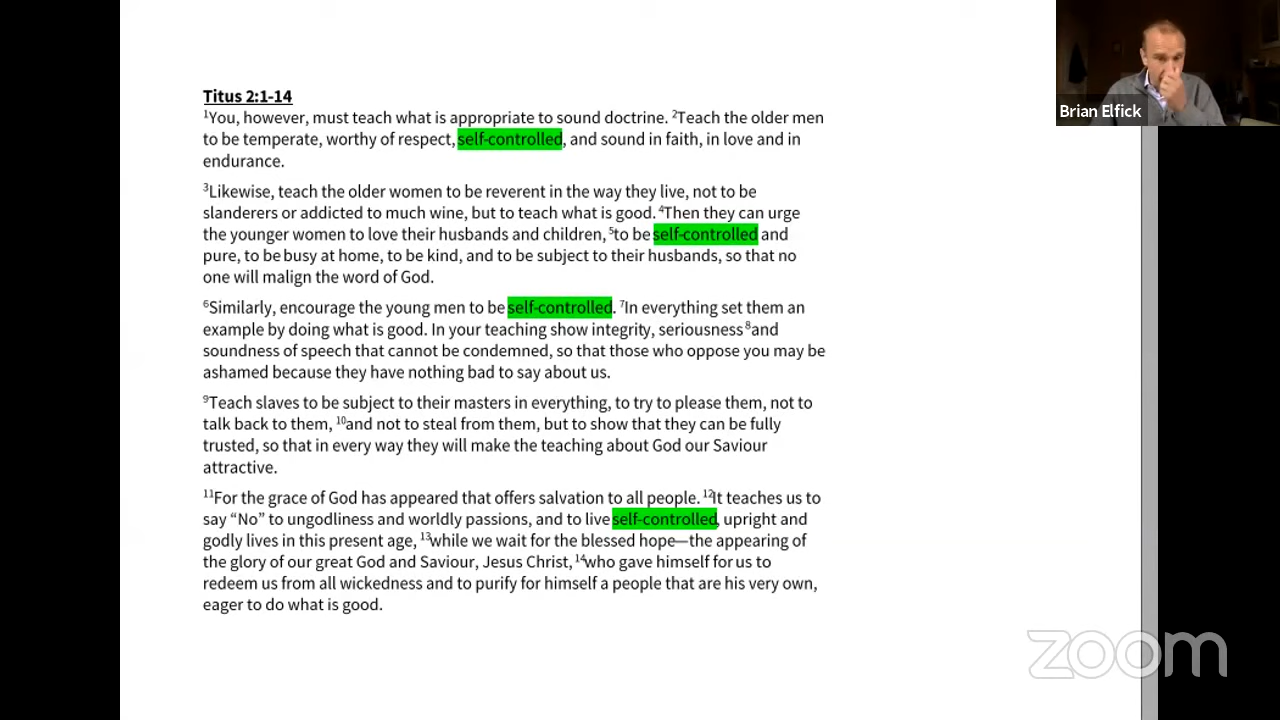 Titus 2:1-14
¹You, however, must teach what is appropriate to sound doctrine. ²Teach the older men
to be temperate, worthy of respect, self-controlled, and sound in faith, in love and in
endurance.
³Likewise, teach the older women to be reverent in the way they live, not to be
slanderers or addicted to much wine, but to teach what is good. ⁴Then they can urge
the younger women to love their husbands and children, ⁵to be self-controlled and
pure, to be busy at home, to be kind, and to be subject to their husbands, so that no
one will malign the word of God.
⁶Similarly, encourage the young men to be self-controlled. ⁷In everything set them an
example by doing what is good. In your teaching show integrity, seriousness ⁸and
soundness of speech that cannot be condemned, so that those who oppose you may be
ashamed because they have nothing bad to say about us.
⁹Teach slaves to be subject to their masters in everything, to try to please them, not to
talk back to them, ¹⁰and not to steal from them, but to show that they can be fully
trusted, so that in every way they will make the teaching about God our Saviour
attractive.
¹¹For the grace of God has appeared that offers salvation to all people. ¹²It teaches us to
say “No” to ungodliness and worldly passions, and to live self-controlled, upright and
godly lives in this present age, ¹³while we wait for the blessed hope—the appearing of
the glory of our great God and Saviour, Jesus Christ, ¹⁴who gave himself for us to
redeem us from all wickedness and to purify for himself a people that are his very own,
eager to do what is good.
Brian Elfick
zoom